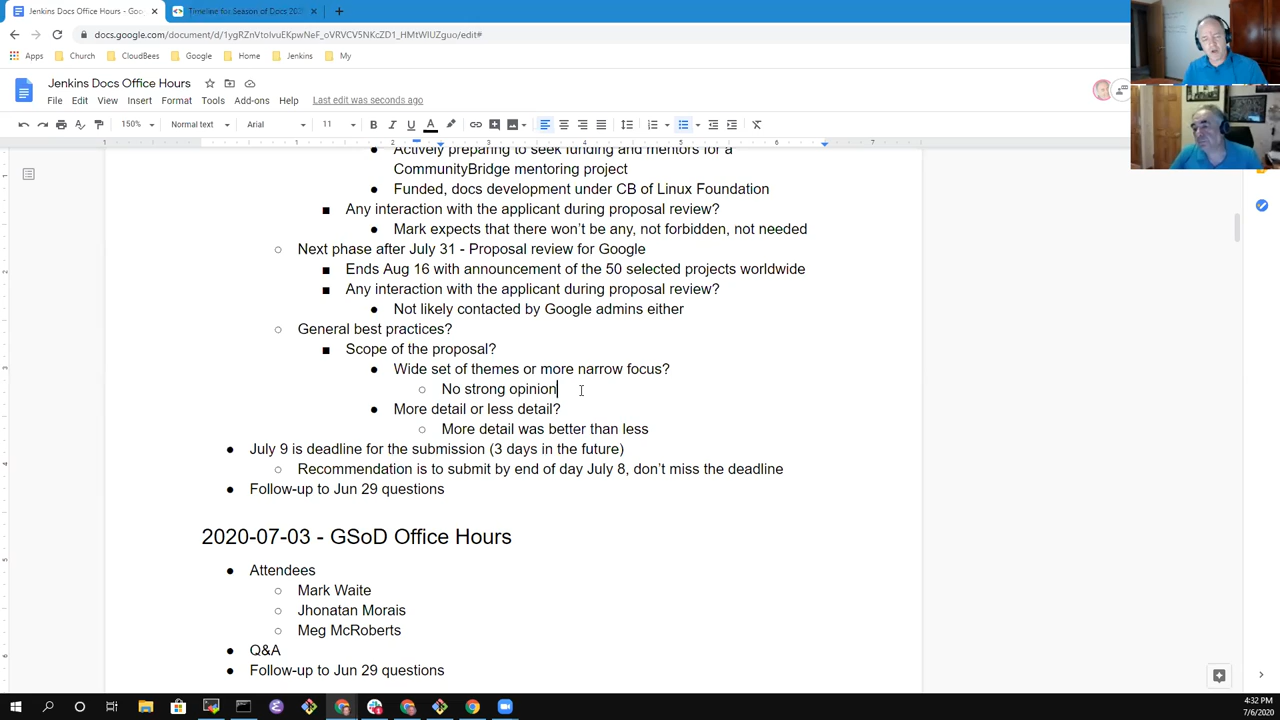 Jenkins Docs Office Hours - Goo
Timeline for Season of Docs 202
docs.google.com/document/d/1ygRZnVtoIvuEKpwNeF_oVRVCV5NKcZD1_HMtWIUZguo/edit#
Apps Church CloudBees Google Home Jenkins My
Jenkins Docs Office Hours
File Edit View Insert Format Tools Add-ons Help Last edit was seconds ago
150% Normal text Arial 11 B I U A
1 1 2 3 4 5 6 7
Actively preparing to seek funding and mentors for a
CommunityBridge mentoring project
● Funded, docs development under CB of Linux Foundation
■ Any interaction with the applicant during proposal review?
● Mark expects that there won't be any, not forbidden, not needed
○ Next phase after July 31 - Proposal review for Google
■ Ends Aug 16 with announcement of the 50 selected projects worldwide
■ Any interaction with the applicant during proposal review?
● Not likely contacted by Google admins either
○ General best practices?
■ Scope of the proposal?
● Wide set of themes or more narrow focus?
○ No strong opinion
● More detail or less detail?
○ More detail was better than less
● July 9 is deadline for the submission (3 days in the future)
○ Recommendation is to submit by end of day July 8, don't miss the deadline
● Follow-up to Jun 29 questions
2020-07-03 - GSoD Office Hours
● Attendees
○ Mark Waite
○ Jhonatan Morais
○ Meg McRoberts
● Q&A
● Follow-up to Jun 29 questions
4:32 PM
7/6/2020